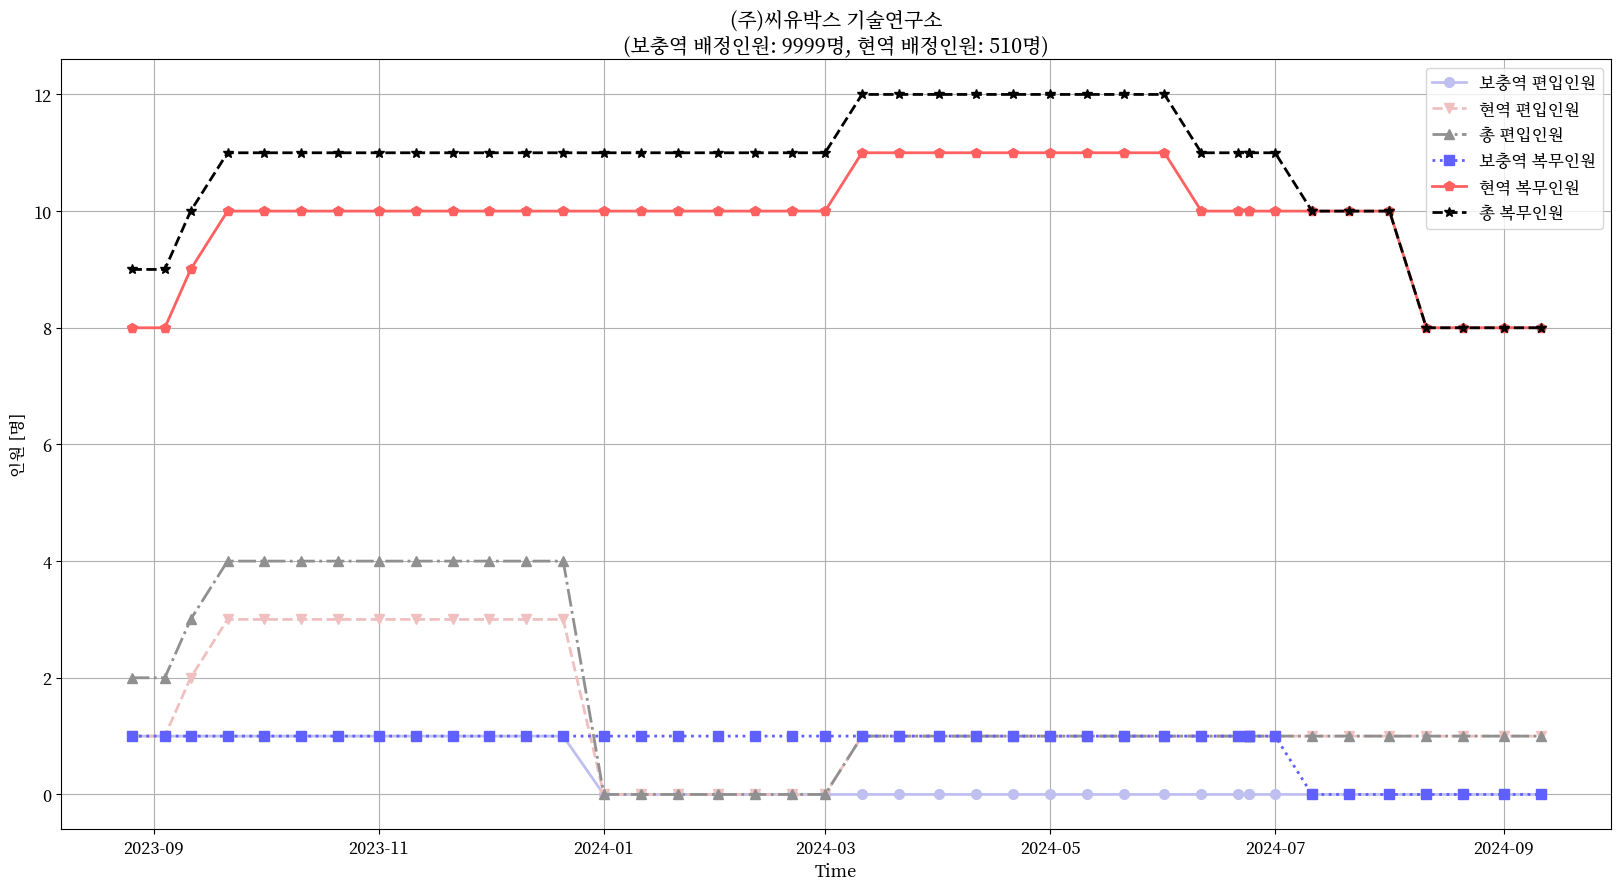 (주)씨유박스 기술연구소
(보충역 배정인원: 9999명, 현역 배정인원: 510명)
12
10
8
6
4
2
0
인원 [명]
보충역 편입인원
현역 편입인원
총 편입인원
보충역 복무인원
현역 복무인원
총 복무인원
2023-09
2023-11
2024-01
2024-03
2024-05
2024-07
2024-09
Time